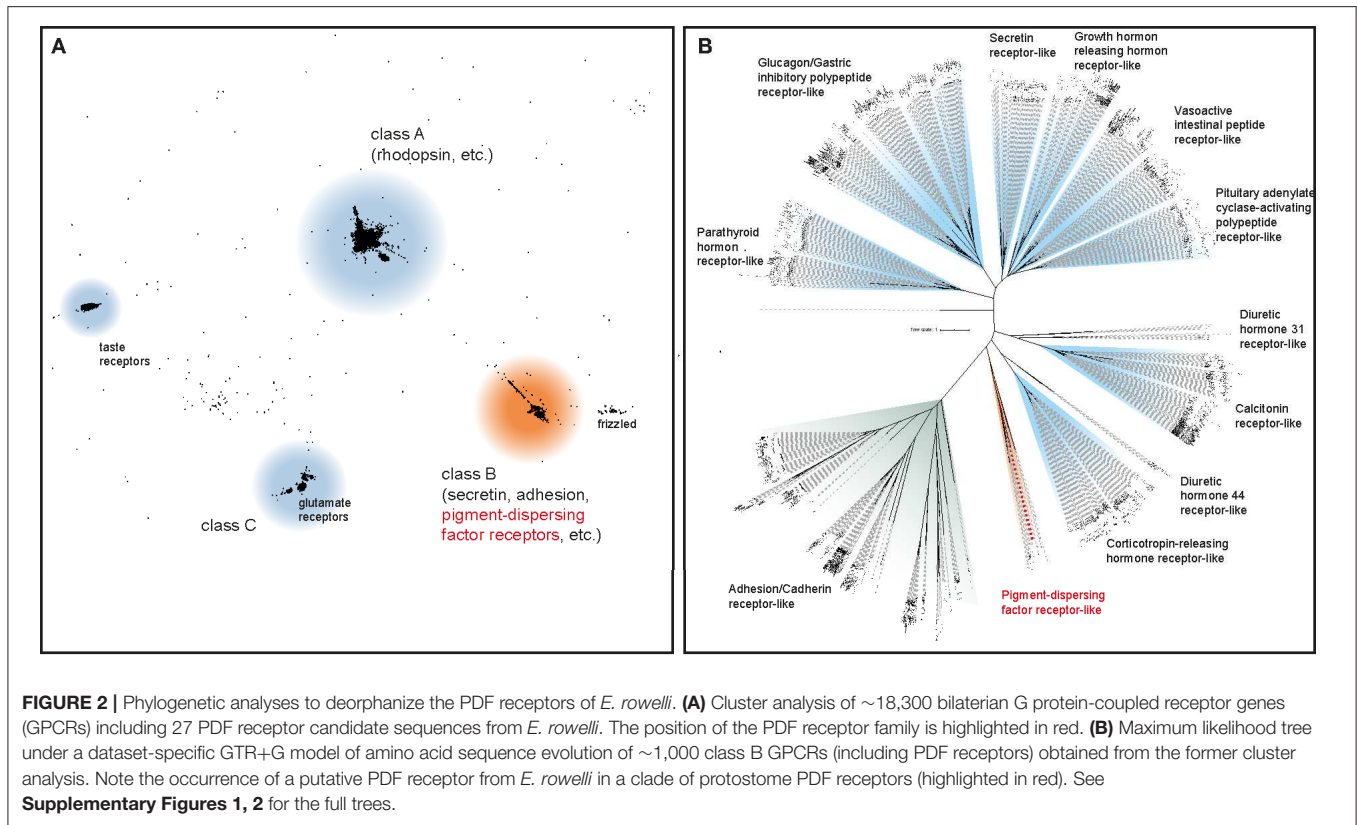 A
class A
(rhodopsin, etc.)
taste
receptors
class C
glutamate
receptors
class B
(secretin, adhesion,
pigment-dispersing
factor receptors, etc.)
frizzled
B
Glucagon/Gastric
inhibitory polypeptide
receptor-like
Secretin
receptor-like
Growth hormon
releasing hormon
receptor-like
Vasoactive
intestinal peptide
receptor-like
Pituitary adenylate
cyclase-activating
polypeptide
receptor-like
Parathyroid
hormon .
receptor-like
Tree scale: 1
Diuretic
hormone 31
receptor-like
Calcitonin
receptor-like
Diuretic
hormone 44
receptor-like
Corticotropin-releasing
hormone receptor-like
Pigment-dispersing
factor receptor-like
Adhesion/Cadherin
receptor-like
FIGURE 2 | Phylogenetic analyses to deorphanize the PDF receptors of E. rowelli. (A) Cluster analysis of ∼18,300 bilaterian G protein-coupled receptor genes
(GPCRs) including 27 PDF receptor candidate sequences from E. rowelli. The position of the PDF receptor family is highlighted in red. (B) Maximum likelihood tree
under a dataset-specific GTR+G model of amino acid sequence evolution of ∼1,000 class B GPCRs (including PDF receptors) obtained from the former cluster
analysis. Note the occurrence of a putative PDF receptor from E. rowelli in a clade of protostome PDF receptors (highlighted in red). See
Supplementary Figures 1, 2 for the full trees.